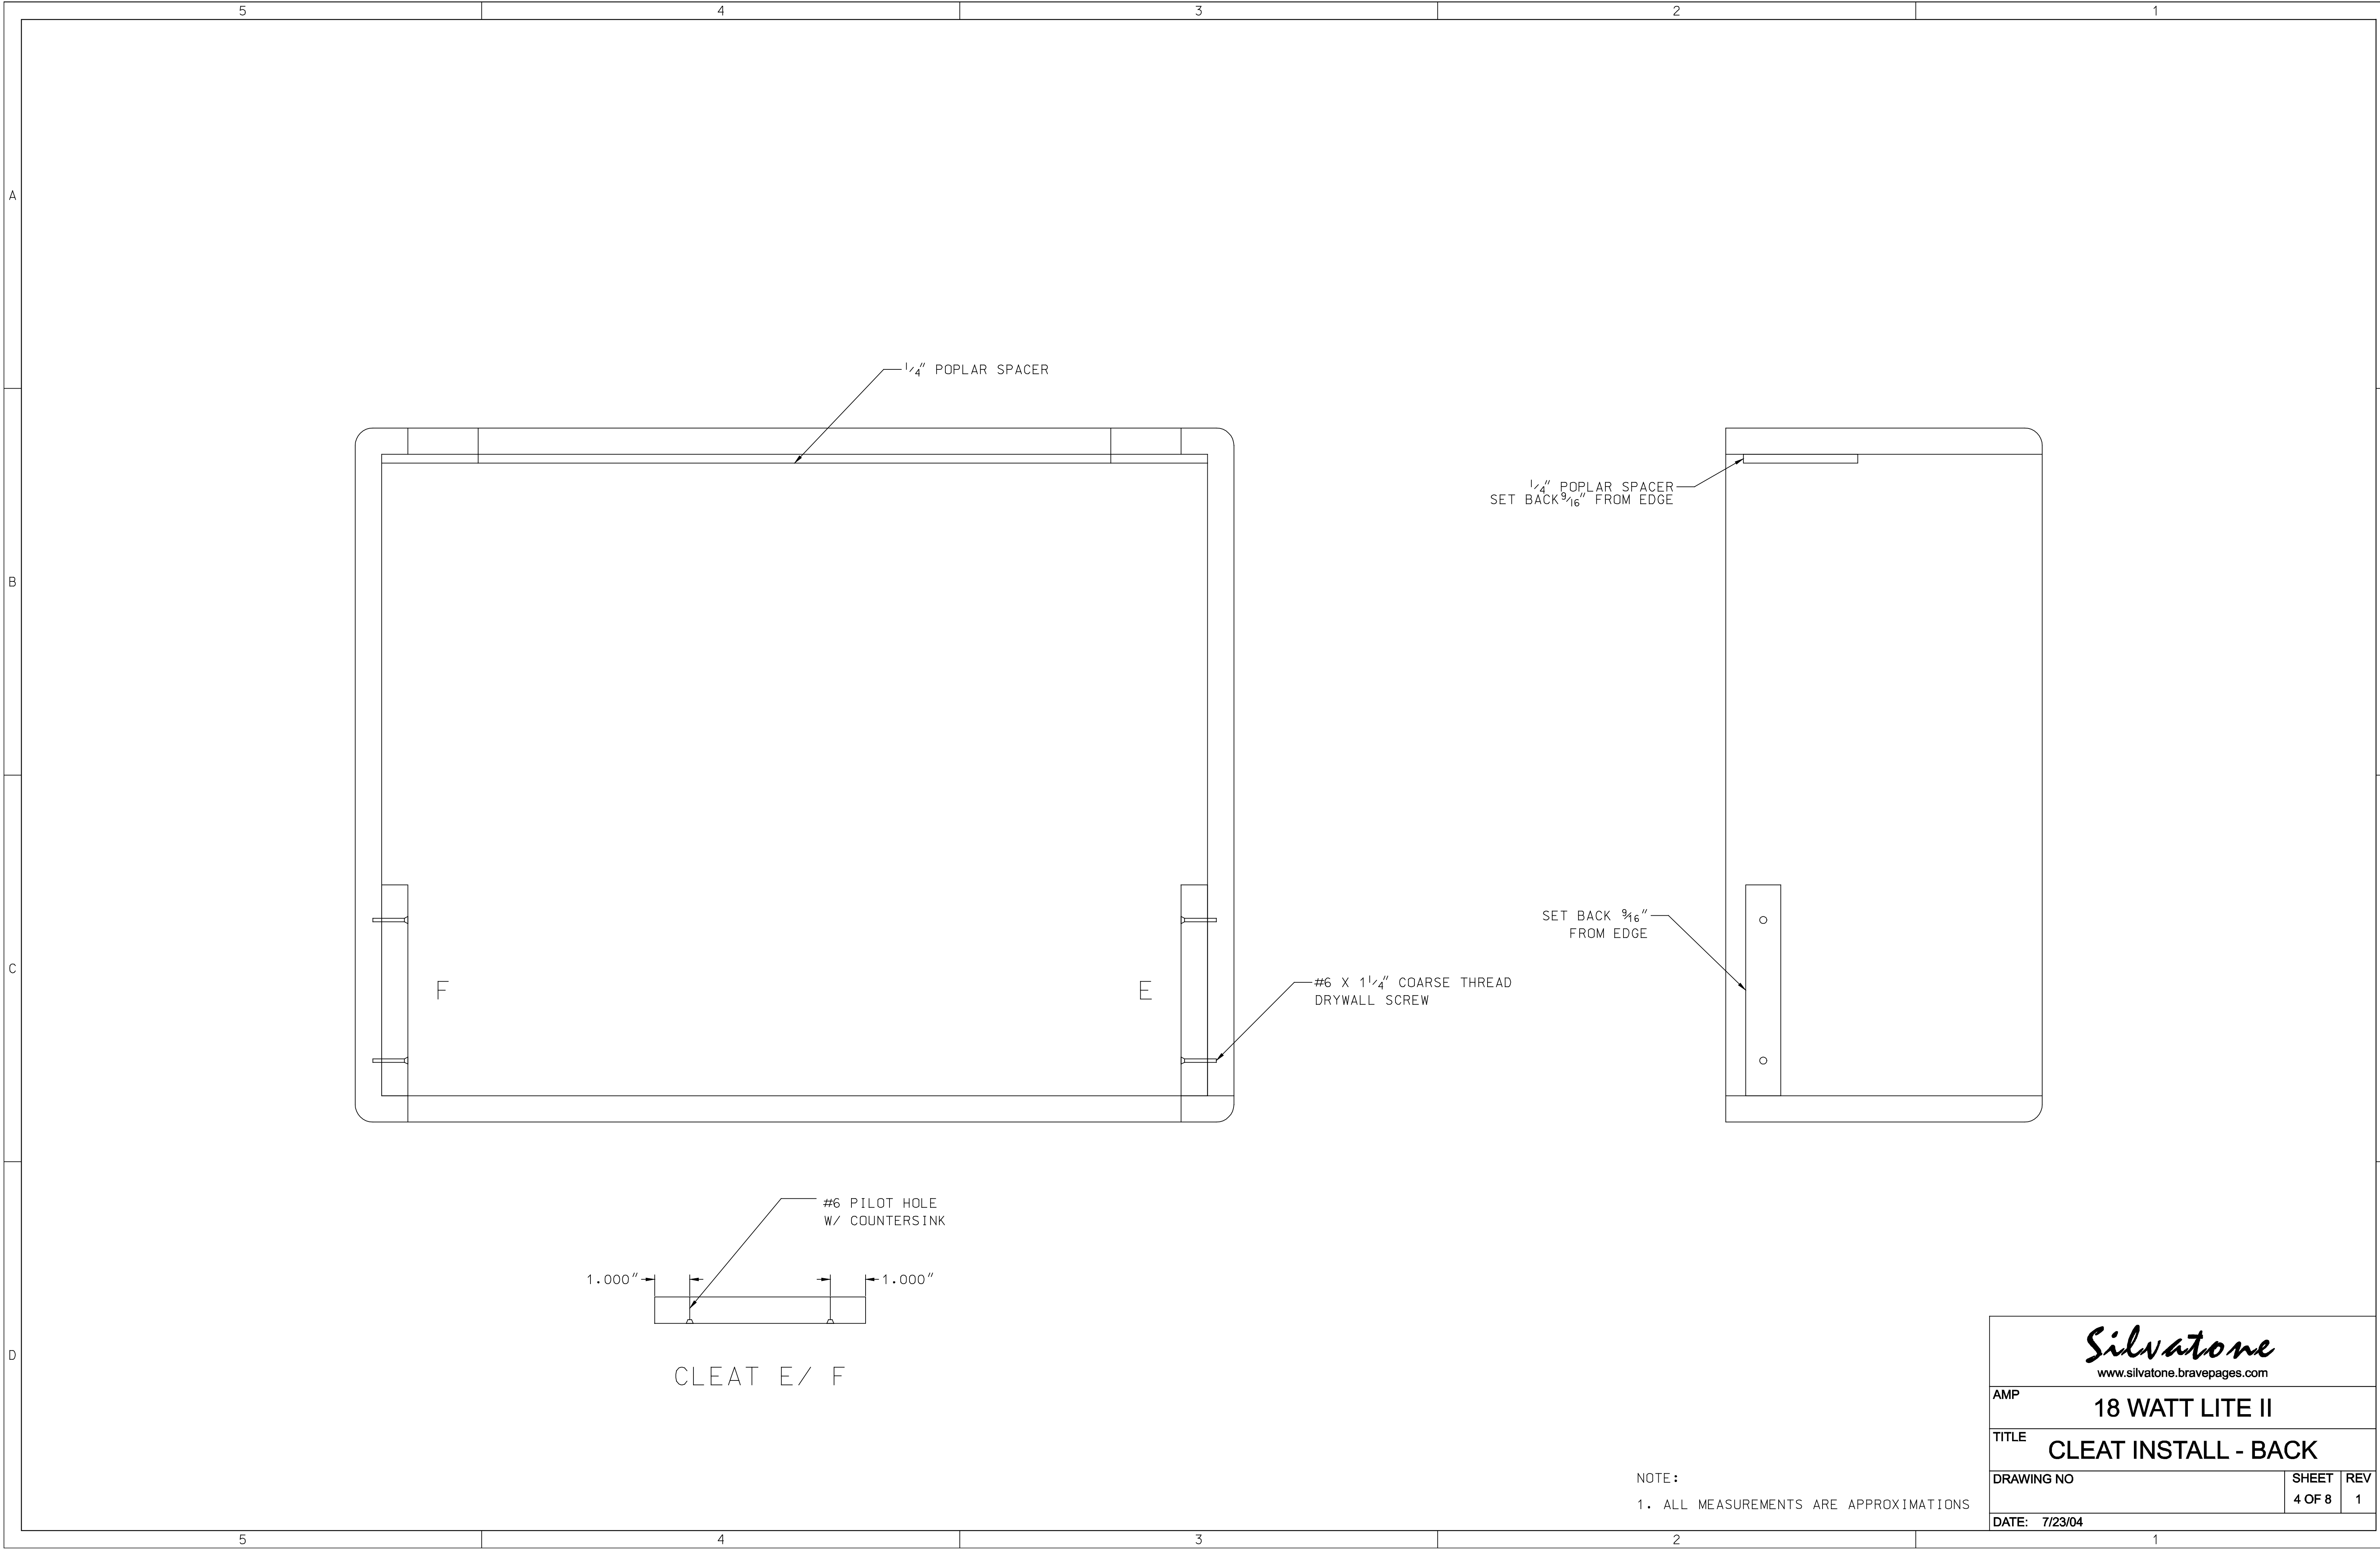 5 4 3 2 1
A
B
C
D
1/4" POPLAR SPACER
1/4" POPLAR SPACER
SET BACK 9/16" FROM EDGE
SET BACK 9/16"
FROM EDGE
F
E
#6 X 1 1/4" COARSE THREAD
DRYWALL SCREW
#6 PILOT HOLE
W/ COUNTERSINK
1.000"
1.000"
CLEAT E/ F
NOTE:
1. ALL MEASUREMENTS ARE APPROXIMATIONS
Silvatone
www.silvatone.bravepages.com
AMP
18 WATT LITE II
TITLE
CLEAT INSTALL - BACK
DRAWING NO
SHEET
REV
4 OF 8
1
DATE: 7/23/04
5 4 3 2 1